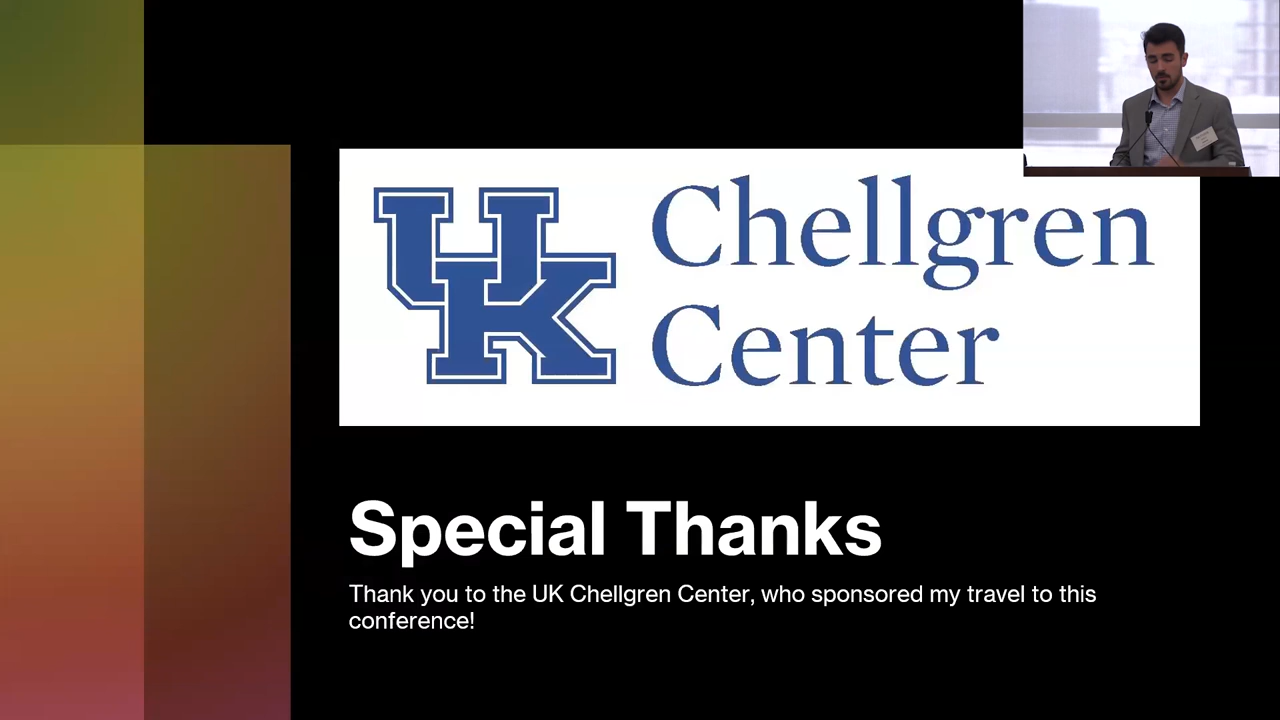 UK
Chellgren
Center
Special Thanks
Thank you to the UK Chellgren Center, who sponsored my travel to this
conference!